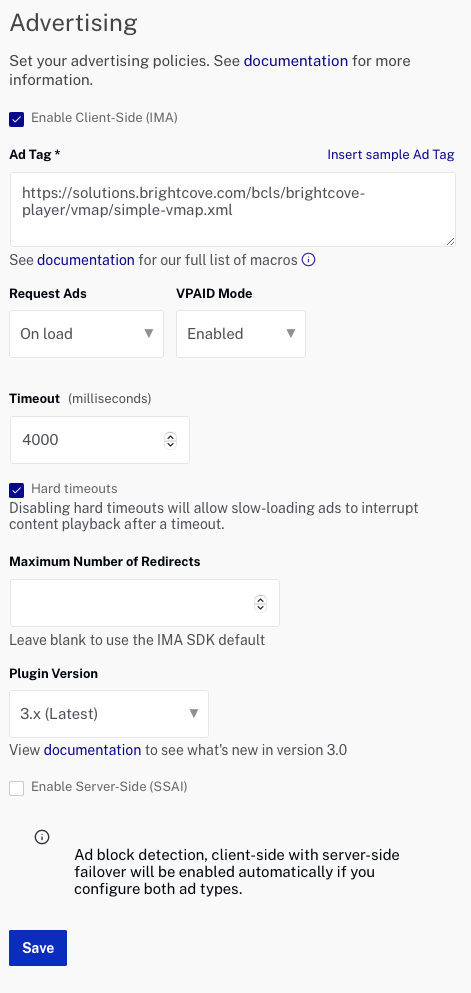 Advertising
Set your advertising policies. See documentation for more
information.
Enable Client-Side (IMA)
Ad Tag * Insert sample Ad Tag
https://solutions.brightcove.com/bcls/brightcove-
player/vmap/simple-vmap.xml
See documentation for our full list of macros
Request Ads VPAID Mode
On load Enabled
Timeout (milliseconds)
4000
Hard timeouts
Disabling hard timeouts will allow slow-loading ads to interrupt
content playback after a timeout.
Maximum Number of Redirects
Leave blank to use the IMA SDK default
Plugin Version
3.x (Latest)
View documentation to see what's new in version 3.0
Enable Server-Side (SSAI)
Ad block detection, client-side with server-side
failover will be enabled automatically if you
configure both ad types.
Save